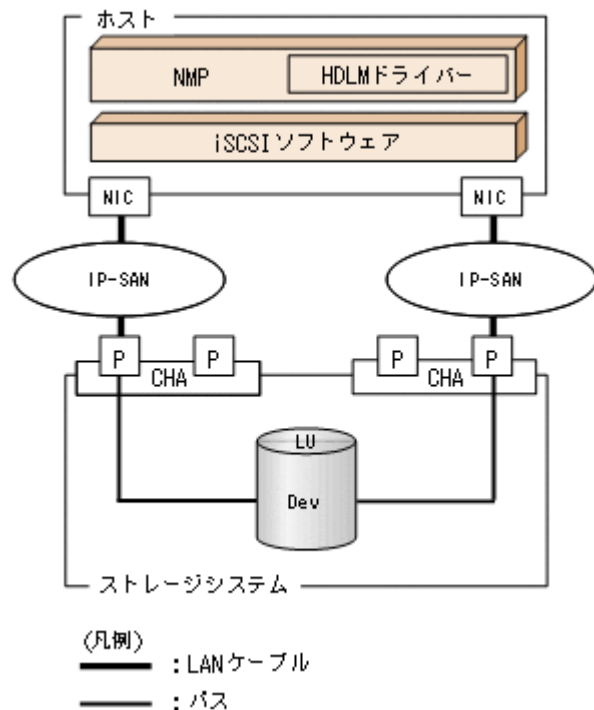 ホスト
NMP
HDLMドライバー
iSCSIソフトウェア
NIC
NIC
IP-SAN
IP-SAN
P
P
P
P
CHA
CHA
LU
Dev
ストレージシステム
(凡例)
：LANケーブル
：パス